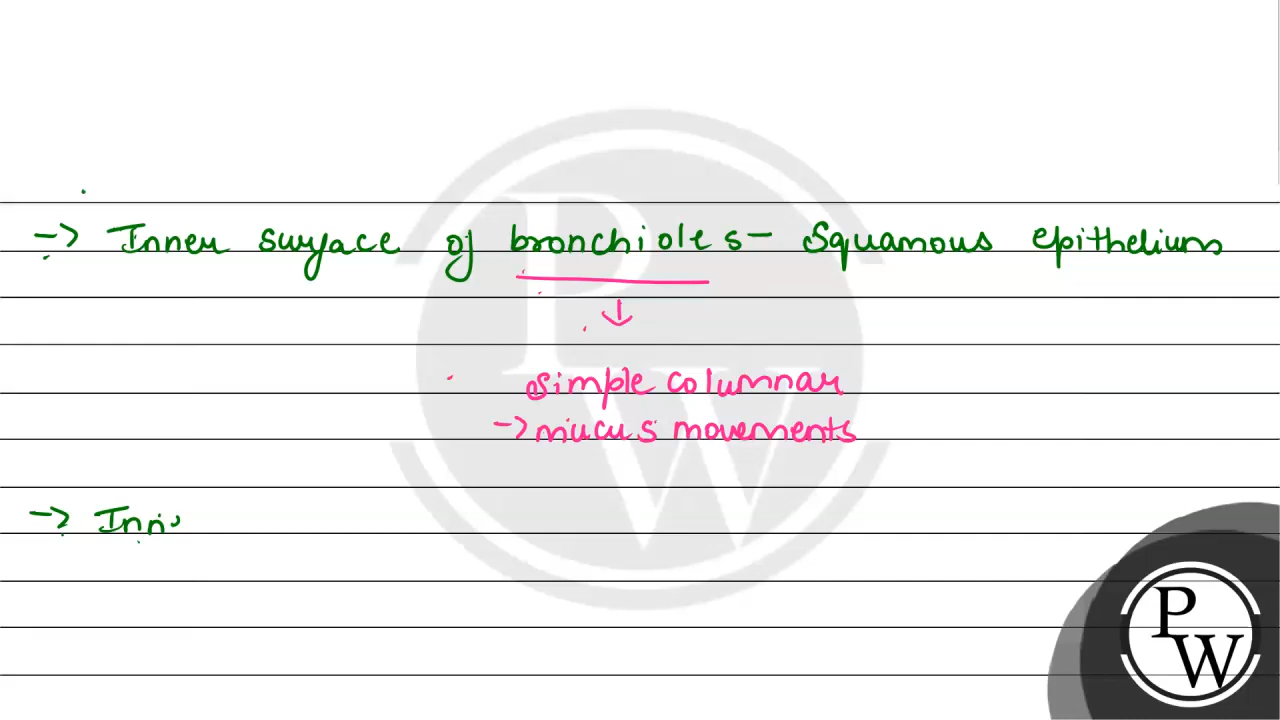 -> Inner surface of bronchioles - Squamous epithelium
↓
simple columnar
-> mucus movements
-> Inn
P
W
P
W